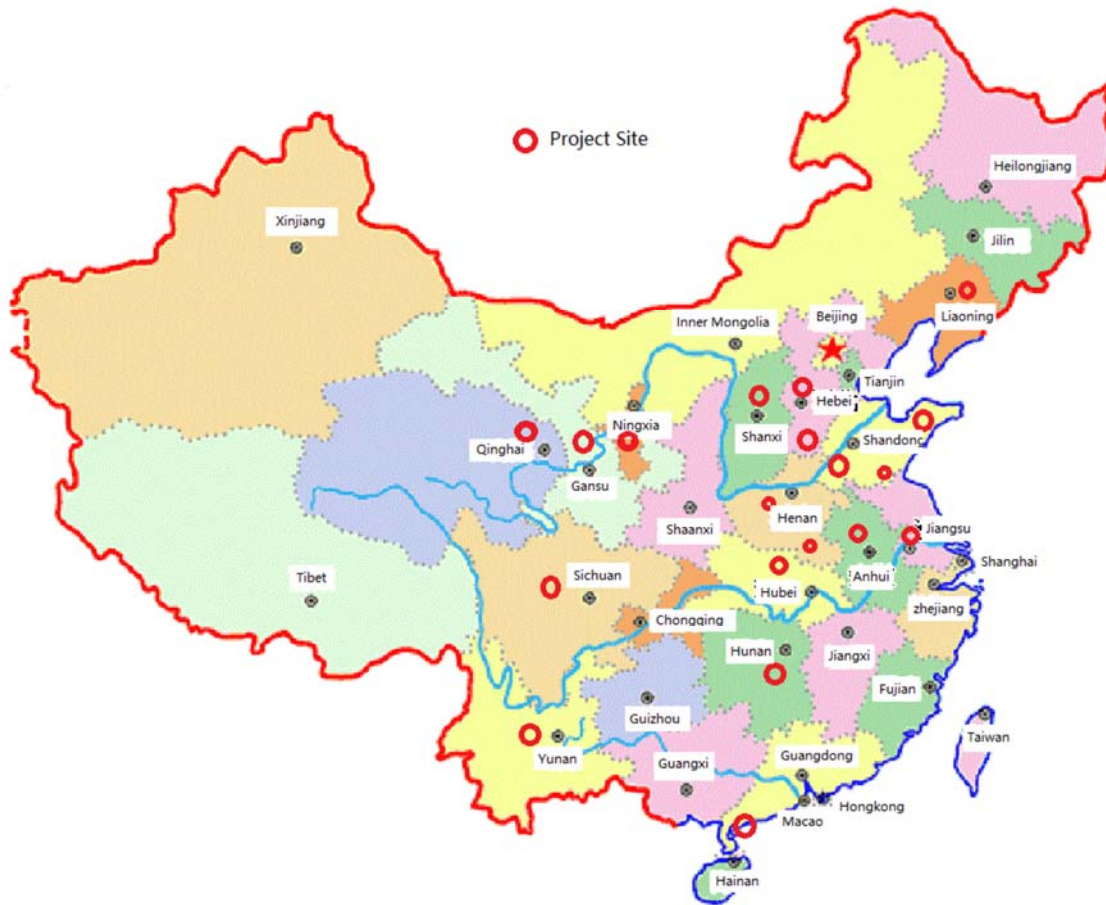 Project Site
Heilongjiang
Xinjiang
Jilin
Liaoning
Inner Mongolia
Beijing
Tianjin
Hebei
Ningxia
Shanxi
Shandong
Qinghai
Gansu
Shaanxi
Henan
Jiangsu
Shanghai
Tibet
Sichuan
Anhui
Hubei
zhejiang
Chongqing
Hunan
Jiangxi
Fujian
Guizhou
Taiwan
Yunan
Guangxi
Guangdong
Hongkong
Macao
Hainan